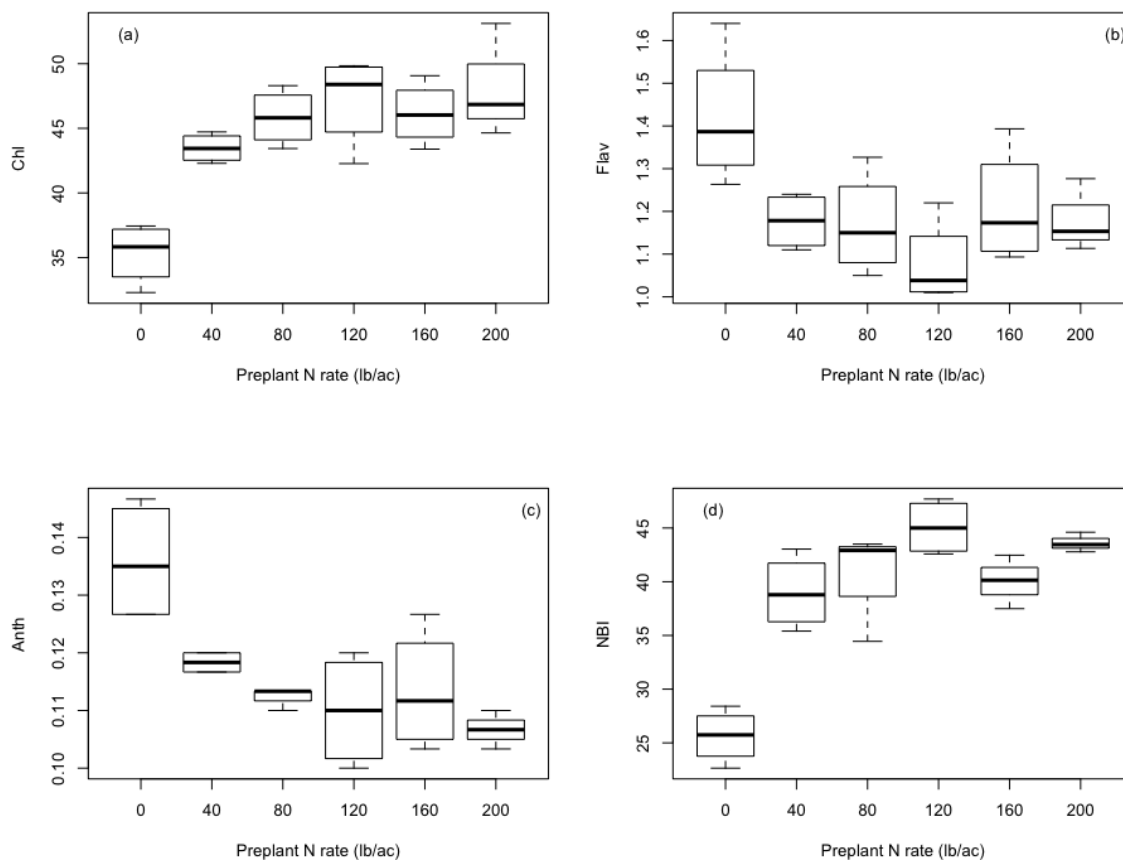 (a)
Chl
50
45
40
35
0 40 80 120 160 200
Preplant N rate (lb/ac)
(b)
Flav
1.6
1.5
1.4
1.3
1.2
1.1
1.0
0 40 80 120 160 200
Preplant N rate (lb/ac)
(c)
Anth
0.14
0.13
0.12
0.11
0.10
0 40 80 120 160 200
Preplant N rate (lb/ac)
(d)
NBI
45
40
35
30
25
0 40 80 120 160 200
Preplant N rate (lb/ac)